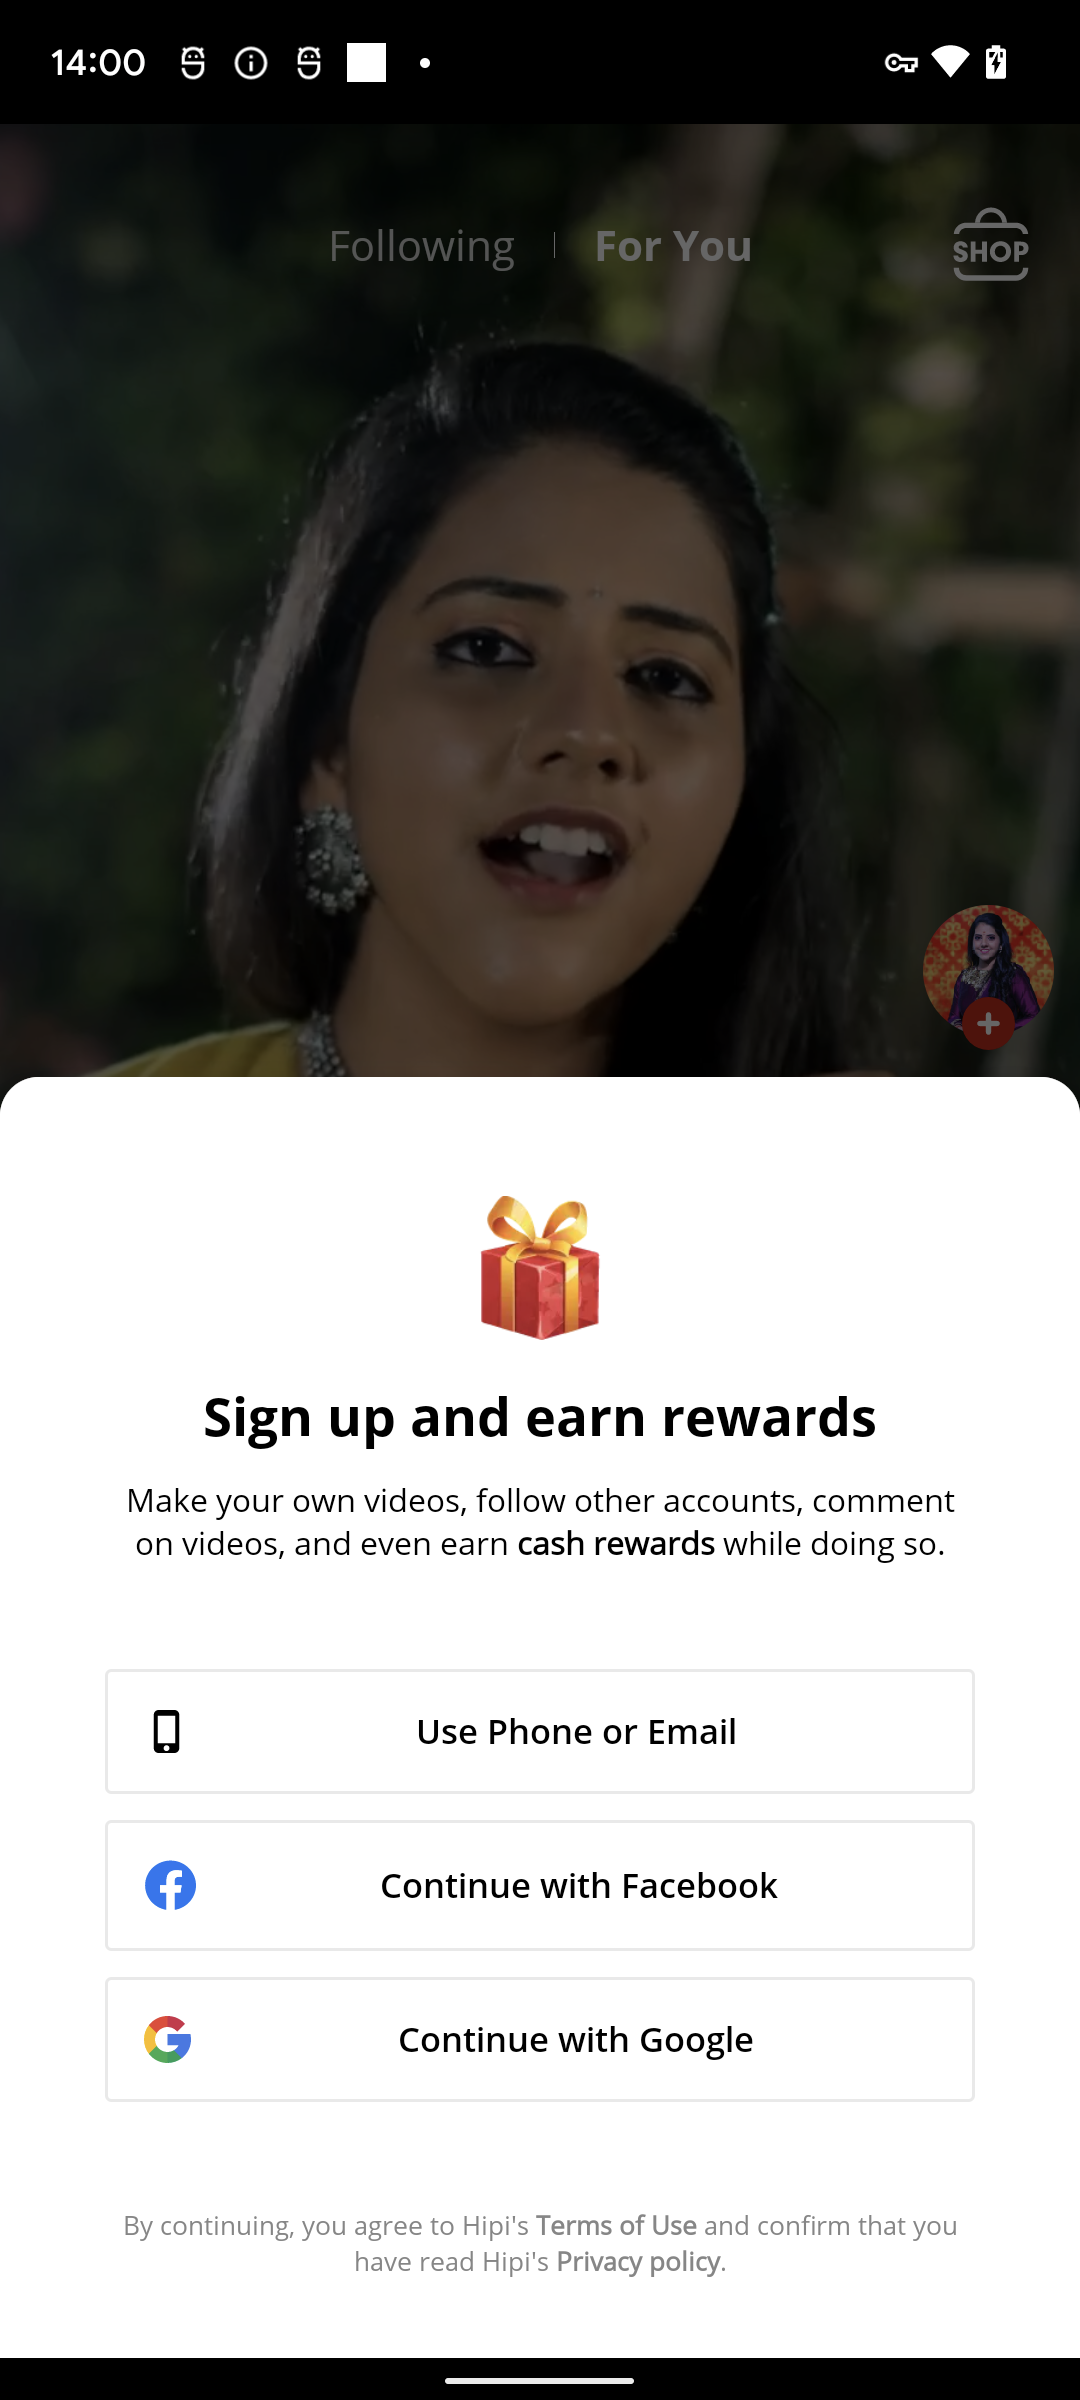 14:00
Following
For You
SHOP
Sign up and earn rewards
Make your own videos, follow other accounts, comment
on videos, and even earn cash rewards while doing so.
Use Phone or Email
Continue with Facebook
Continue with Google
By continuing, you agree to Hipi's Terms of Use and confirm that you
have read Hipi's Privacy policy.